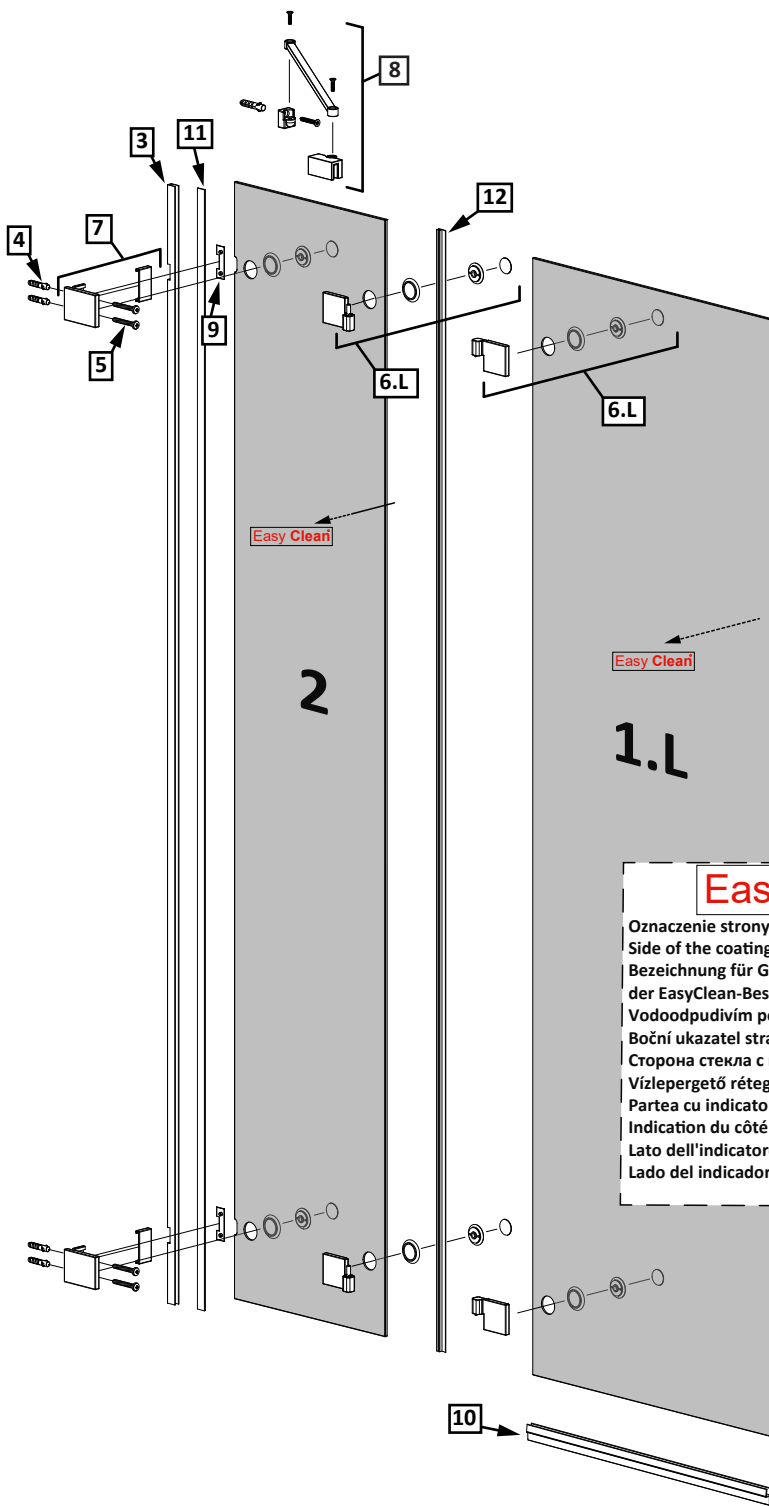 8
3
11
12
4
7
9
5
6.L
6.L
Easy Clean
Easy Clean
2
1.L
Eas
Oznaczenie strony
Side of the coating
Bezeichnung für G
der EasyClean-Bes
Vodoodpudivím p
Boční ukazatel str
Сторона стекла с
Vízlepergető réteg
Partea cu indicato
Indication du côté
Lato dell'indicator
Lado del indicador
10